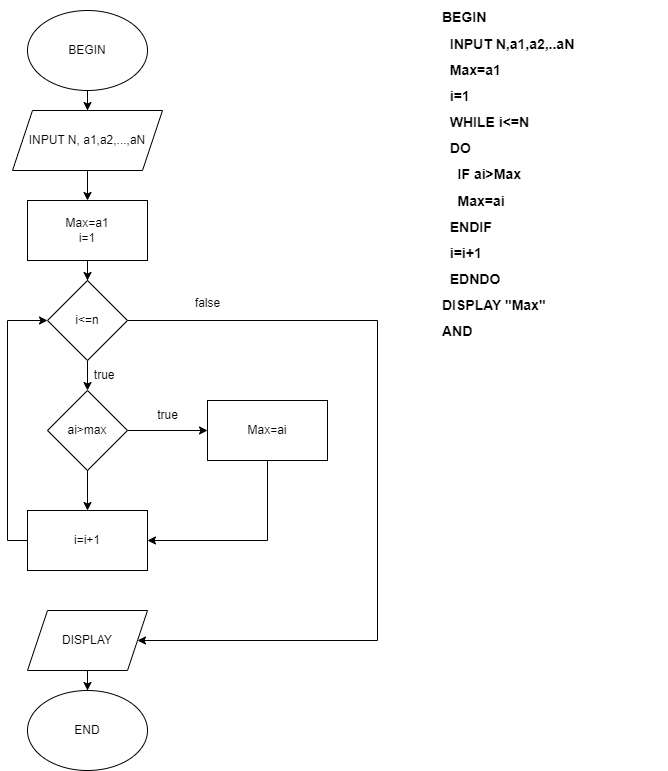 BEGIN
INPUT N, a1,a2,...,aN
Max=a1
i=1
i<=n
false
true
ai>max
true
Max=ai
i=i+1
DISPLAY
END
BEGIN
INPUT N,a1,a2,..aN
Max=a1
i=1
WHILE i<=N
DO
IF ai>Max
Max=ai
ENDIF
i=i+1
EDNDO
DISPLAY "Max"
AND